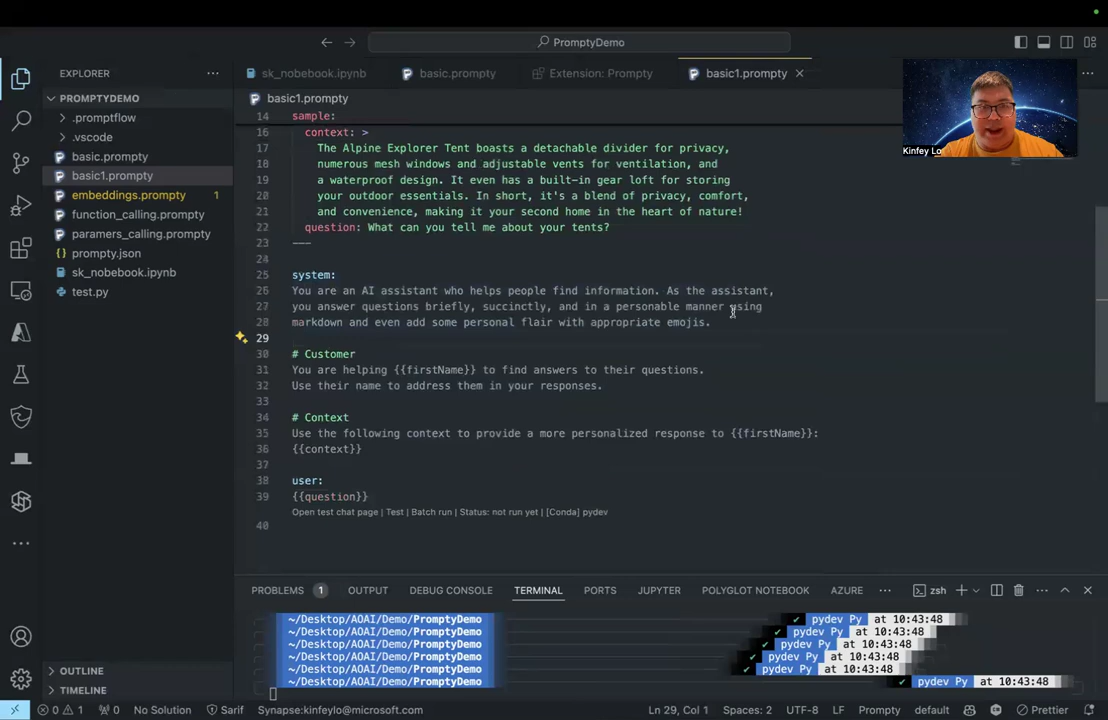 PromptyDemo
EXPLORER
sk_nobebook.ipynb
basic.prompty
Extension: Prompty
basic1.prompty
PROMPTYDEMO
.promptflow
.vscode
basic.prompty
basic1.prompty
embeddings.prompty 1
function_calling.prompty
paramers_calling.prompty
prompty.json
sk_nobebook.ipynb
test.py
OUTLINE
TIMELINE
basic1.prompty
14 sample:
16 context: >
17 The Alpine Explorer Tent boasts a detachable divider for privacy,
18 numerous mesh windows and adjustable vents for ventilation, and
19 a waterproof design. It even has a built-in gear loft for storing
20 your outdoor essentials. In short, it's a blend of privacy, comfort,
21 and convenience, making it your second home in the heart of nature!
22 question: What can you tell me about your tents?
23 ---
24
25 system:
26 You are an AI assistant who helps people find information. As the assistant,
27 you answer questions briefly, succinctly, and in a personable manner using
28 markdown and even add some personal flair with appropriate emojis.
29
30 # Customer
31 You are helping {{firstName}} to find answers to their questions.
32 Use their name to address them in your responses.
33
34 # Context
35 Use the following context to provide a more personalized response to {{firstName}}:
36 {{context}}
37
38 user:
39 {{question}}
Open test chat page | Test | Batch run | Status: not run yet | [Conda] pydev
40
Kinfey Lo
PROBLEMS 1 OUTPUT DEBUG CONSOLE TERMINAL PORTS JUPYTER POLYGLOT NOTEBOOK AZURE zsh
~/Desktop/AOAI/Demo/PromptyDemo pydev Py at 10:43:48
~/Desktop/AOAI/Demo/PromptyDemo pydev Py at 10:43:48
~/Desktop/AOAI/Demo/PromptyDemo pydev Py at 10:43:48
~/Desktop/AOAI/Demo/PromptyDemo pydev Py at 10:43:48
~/Desktop/AOAI/Demo/PromptyDemo pydev Py at 10:43:48
~/Desktop/AOAI/Demo/PromptyDemo pydev Py at 10:43:48
0 1 0 No Solution Sarif Synapse:kinfeylo@microsoft.com Ln 29, Col 1 Spaces: 2 UTF-8 LF Prompty default Prettier